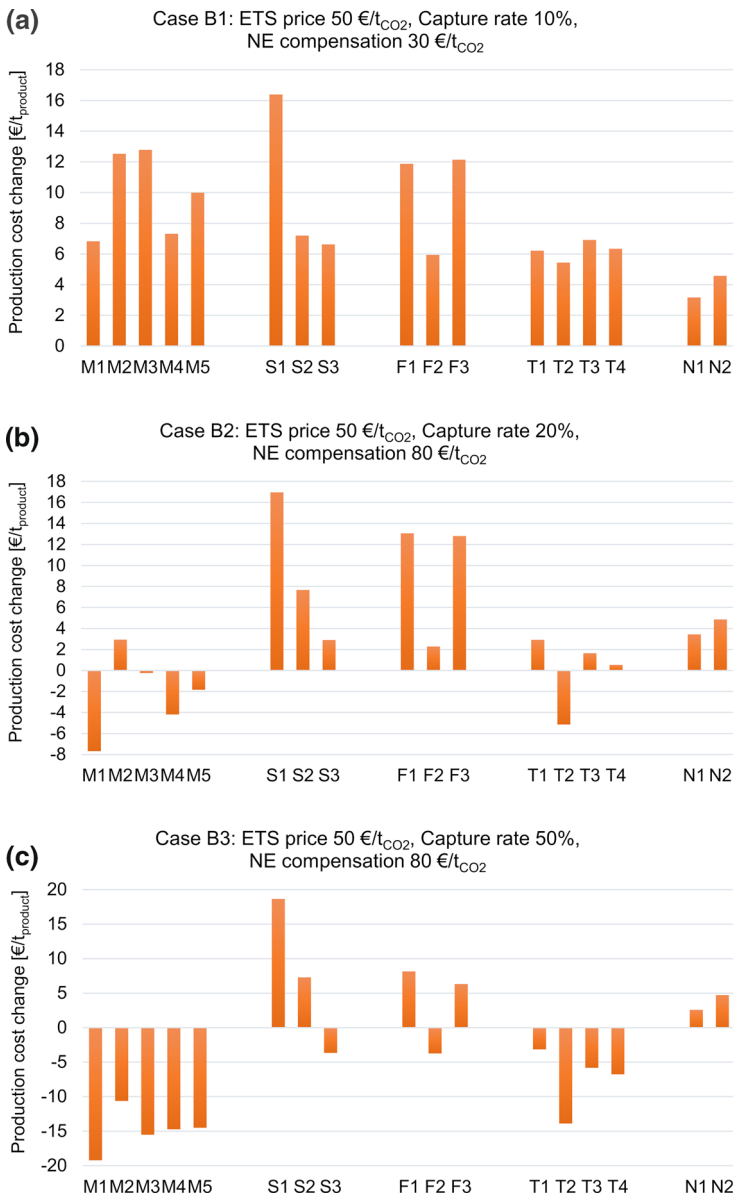 (a)
Case B1: ETS price 50 €/tCO2, Capture rate 10%,
NE compensation 30 €/tCO2
Production cost change [€/tproduct]
18
16
14
12
10
8
6
4
2
0
M1 M2 M3 M4 M5 S1 S2 S3 F1 F2 F3 T1 T2 T3 T4 N1 N2
(b)
Case B2: ETS price 50 €/tCO2, Capture rate 20%,
NE compensation 80 €/tCO2
Production cost change [€/tproduct]
18
16
14
12
10
8
6
4
2
0
-2
-4
-6
-8
M1 M2 M3 M4 M5 S1 S2 S3 F1 F2 F3 T1 T2 T3 T4 N1 N2
(c)
Case B3: ETS price 50 €/tCO2, Capture rate 50%,
NE compensation 80 €/tCO2
Production cost change [€/tproduct]
20
15
10
5
0
-5
-10
-15
-20
M1 M2 M3 M4 M5 S1 S2 S3 F1 F2 F3 T1 T2 T3 T4 N1 N2